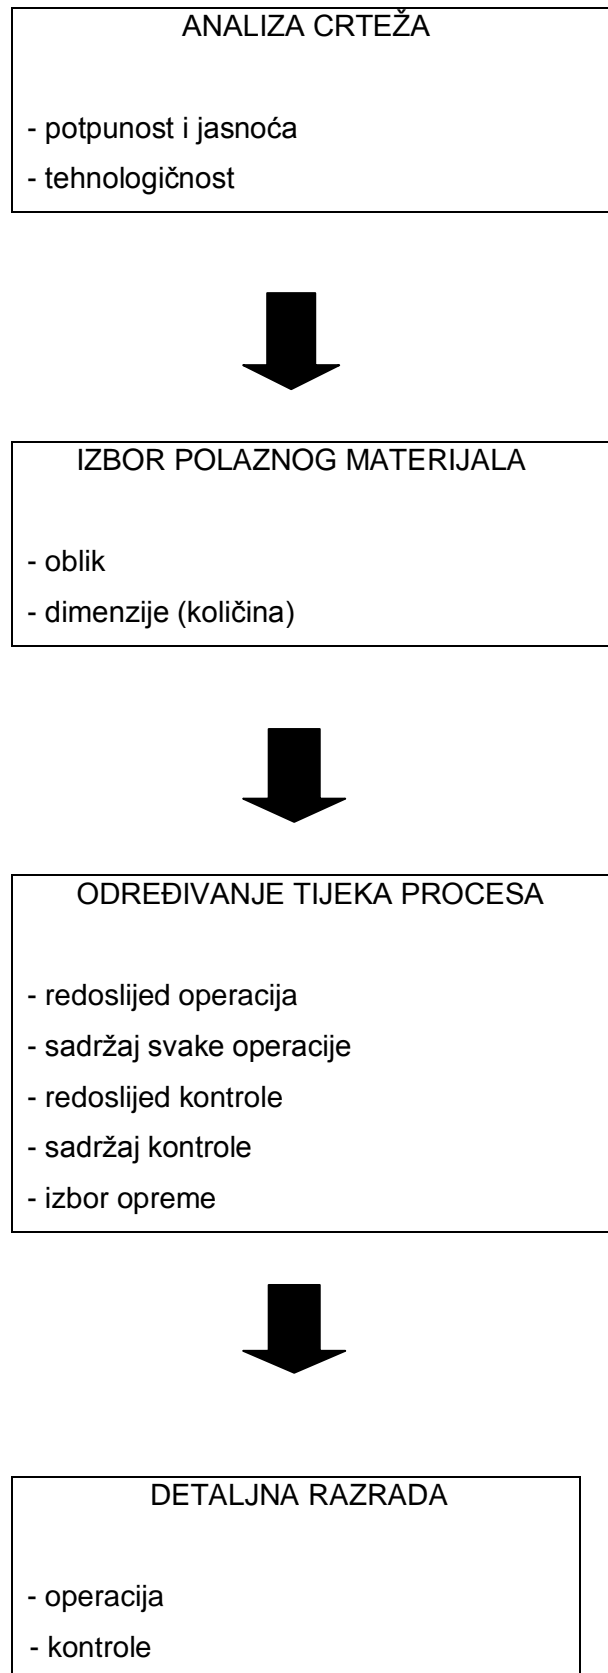 ANALIZA CRTEŽA
- potpunost i jasnoća
- tehnologičnost
IZBOR POLAZNOG MATERIJALA
- oblik
- dimenzije (količina)
ODREĐIVANJE TIJEKA PROCESA
- redoslijed operacija
- sadržaj svake operacije
- redoslijed kontrole
- sadržaj kontrole
- izbor opreme
DETALJNA RAZRADA
- operacija
- kontrole